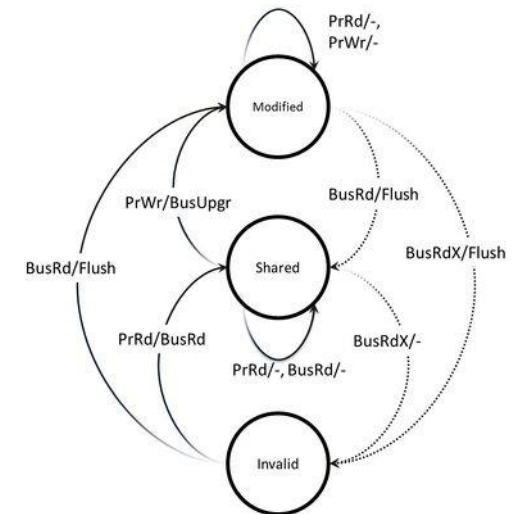 PrRd/-,
PrWr/-
Modified
BusRd/Flush
PrWr/BusUpgr
BusRd/Flush
BusRdX/Flush
Shared
PrRd/BusRd
BusRdX/-
PrRd/-, BusRd/-
Invalid